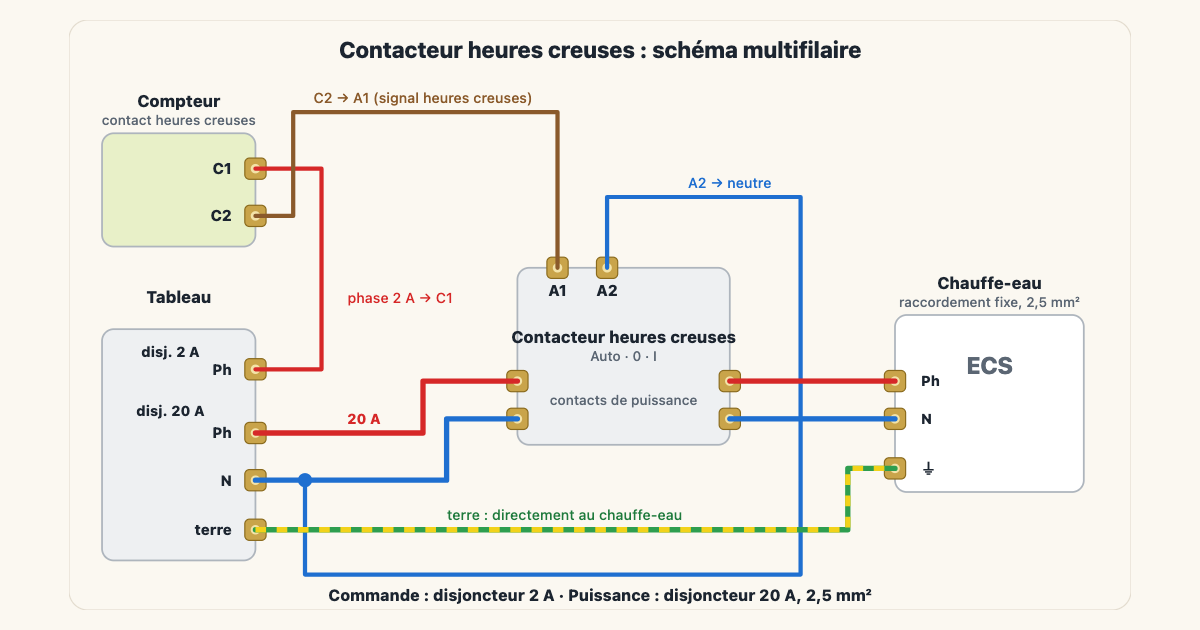 Contacteur heures creuses : schéma multifilaire
C2 → A1 (signal heures creuses)
Compteur
contact heures creuses
C1
C2
A2 → neutre
Tableau
phase 2 A → C1
disj. 2 A
Ph
disj. 20 A
Ph
20 A
N
terre
A1
A2
Contacteur heures creuses
Auto · 0 · I
contacts de puissance
Chauffe-eau
raccordement fixe, 2,5 mm²
ECS
Ph
N
terre : directement au chauffe-eau
Commande : disjoncteur 2 A · Puissance : disjoncteur 20 A, 2,5 mm²